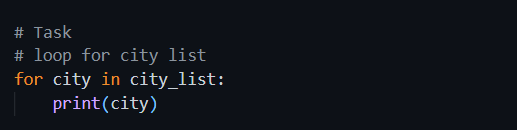 # Task
# loop for city list
for city in city_list:
    print(city)